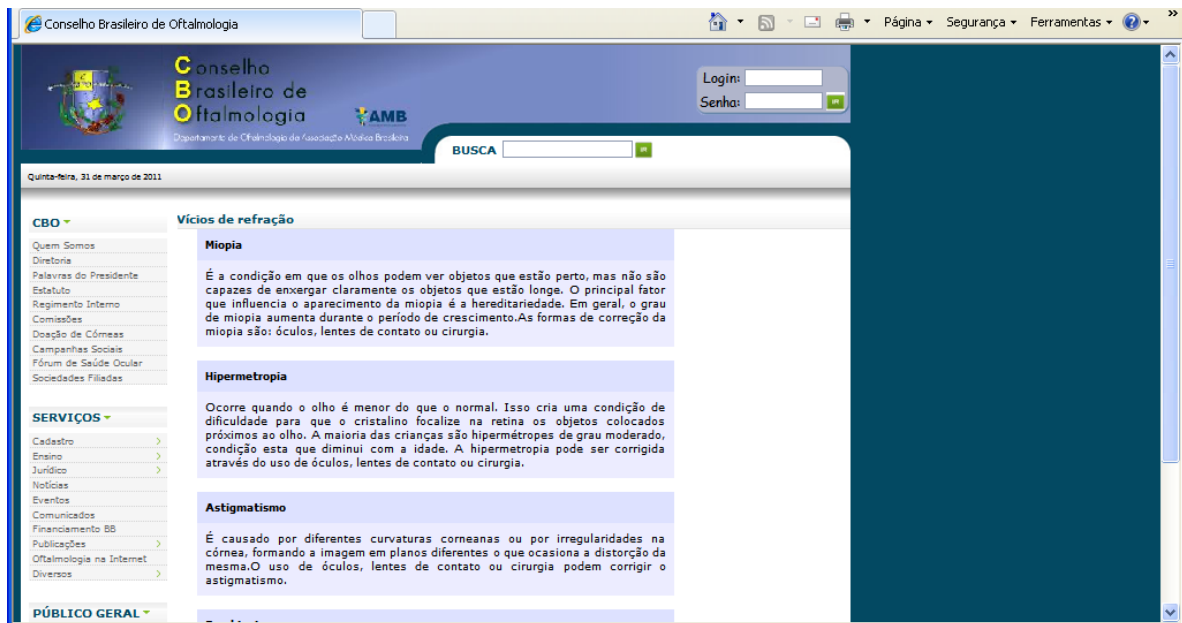 Conselho Brasileiro de Oftalmologia
Página
Segurança
Ferramentas
»
Conselho
Brasileiro de
Oftalmologia
AMB
Departamento de Oftalmologia da Associação Médica Brasileira
Login:
Senha:
BUSCA
Quinta-feira, 31 de março de 2011
CBO
Quem Somos
Diretoria
Palavras do Presidente
Estatuto
Regimento Interno
Comissões
Doação de Córneas
Campanhas Sociais
Fórum de Saúde Ocular
Sociedades Filiadas
SERVIÇOS
Cadastro
Ensino
Jurídico
Notícias
Eventos
Comunicados
Financiamento BB
Publicações
Oftalmologia na Internet
Diversos
PÚBLICO GERAL
Vícios de refração
Miopia
É a condição em que os olhos podem ver objetos que estão perto, mas não são
capazes de enxergar claramente os objetos que estão longe. O principal fator
que influencia o aparecimento da miopia é a hereditariedade. Em geral, o grau
de miopia aumenta durante o período de crescimento.As formas de correção da
miopia são: óculos, lentes de contato ou cirurgia.
Hipermetropia
Ocorre quando o olho é menor do que o normal. Isso cria uma condição de
dificuldade para que o cristalino focalize na retina os objetos colocados
próximos ao olho. A maioria das crianças são hipermétropes de grau moderado,
condição esta que diminui com a idade. A hipermetropia pode ser corrigida
através do uso de óculos, lentes de contato ou cirurgia.
Astigmatismo
É causado por diferentes curvaturas corneanas ou por irregularidades na
córnea, formando a imagem em planos diferentes o que ocasiona a distorção da
mesma.O uso de óculos, lentes de contato ou cirurgia podem corrigir o
astigmatismo.